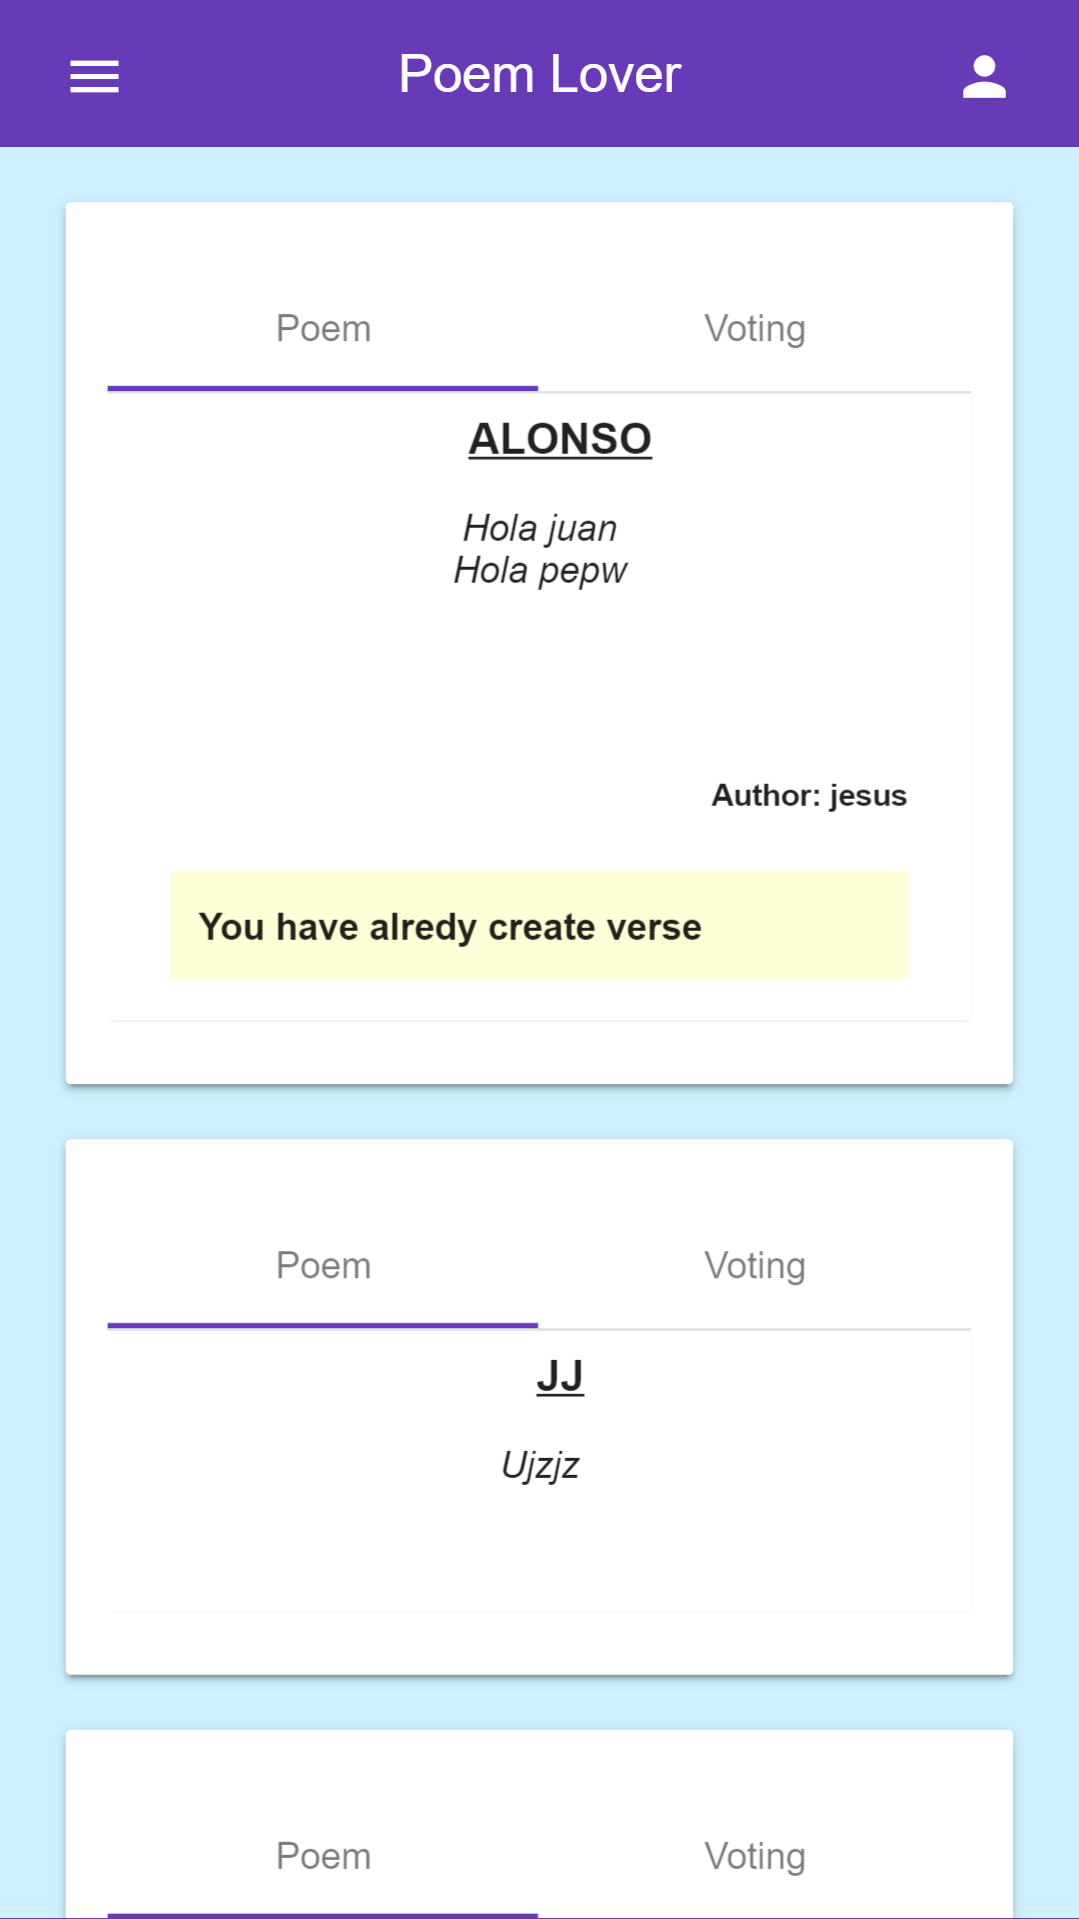 Poem Lover
Poem Voting
ALONSO
Hola juan
Hola pepw
Author: jesus
You have alredy create verse
Poem Voting
JJ
Ujzjz
Poem Voting